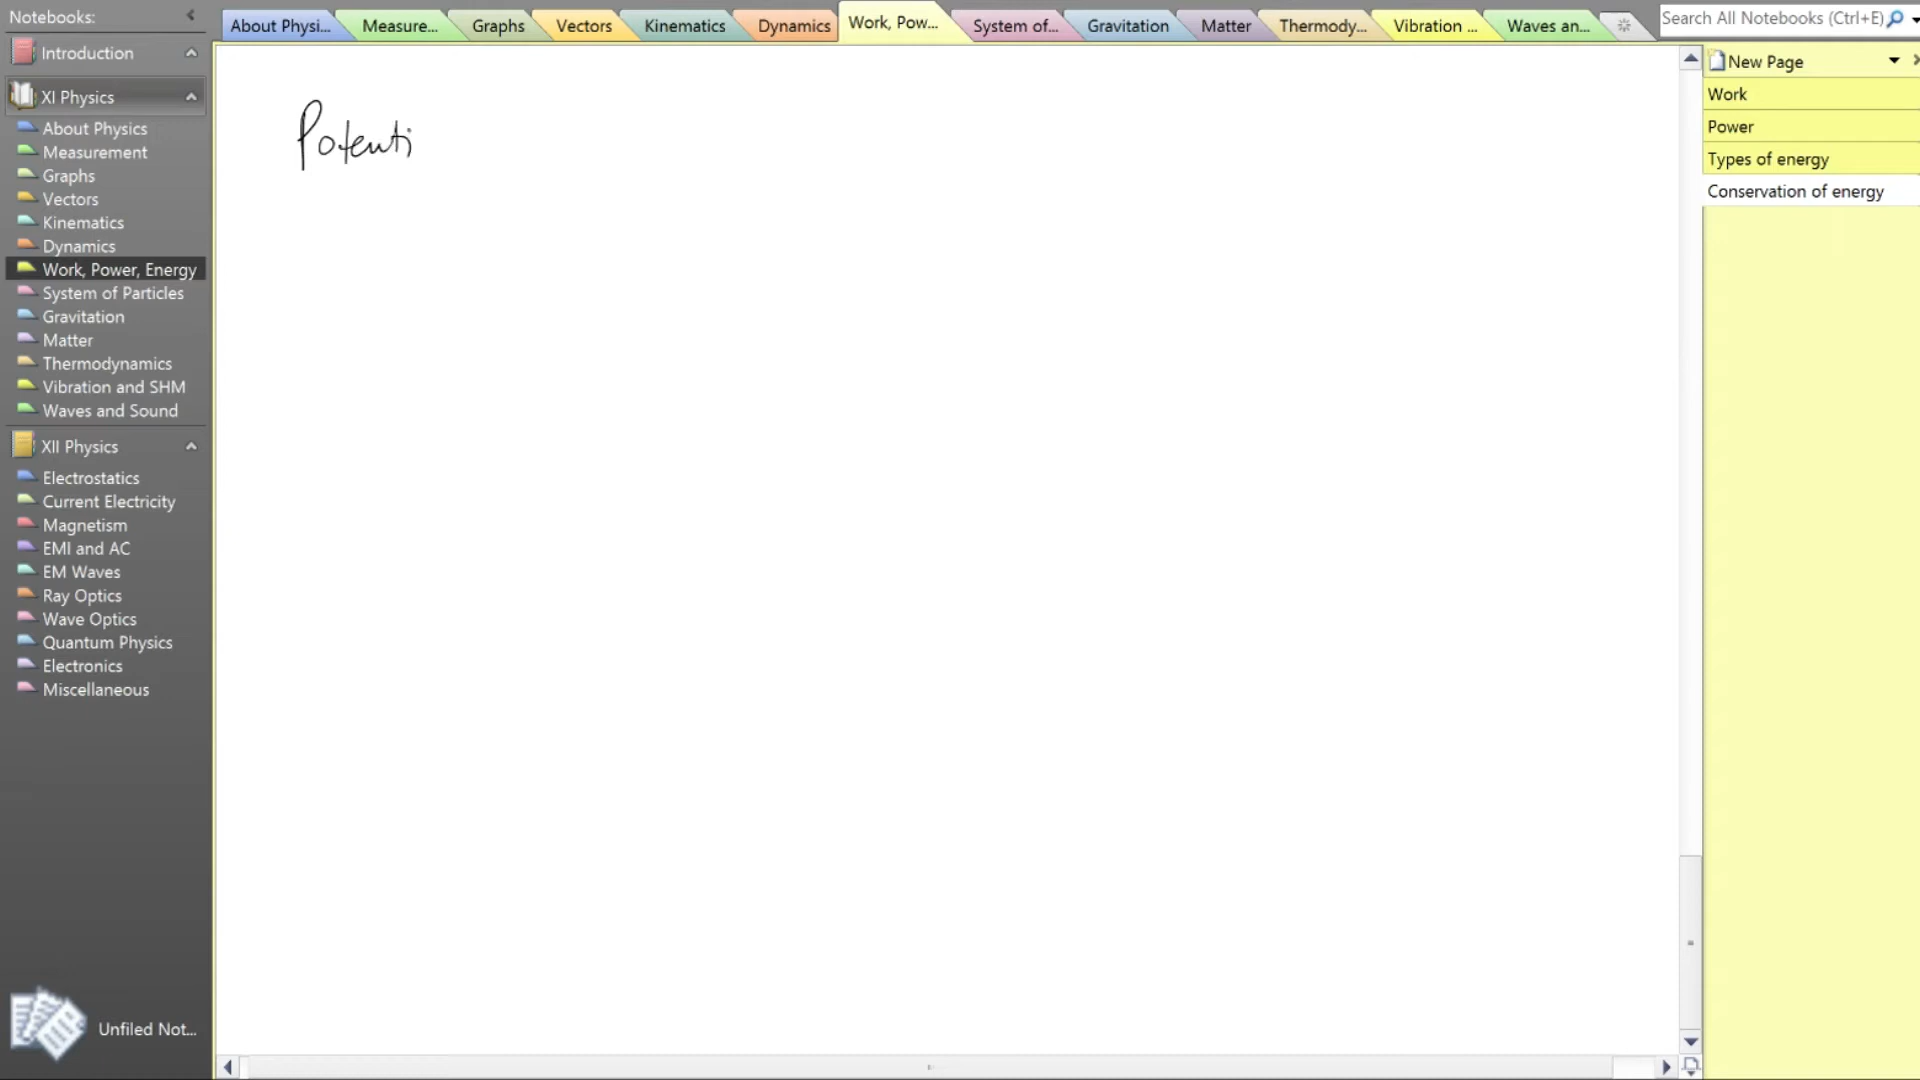 Notebooks:
Introduction
XI Physics
About Physics
Measurement
Graphs
Vectors
Kinematics
Dynamics
Work, Power, Energy
System of Particles
Gravitation
Matter
Thermodynamics
Vibration and SHM
Waves and Sound
XII Physics
Electrostatics
Current Electricity
Magnetism
EMI and AC
EM Waves
Ray Optics
Wave Optics
Quantum Physics
Electronics
Miscellaneous
Unfiled Not...
About Physi... Measure... Graphs Vectors Kinematics Dynamics Work, Pow... System of... Gravitation Matter Thermody... Vibration ... Waves an...
Search All Notebooks (Ctrl+E)
Potenti
New Page
Work
Power
Types of energy
Conservation of energy